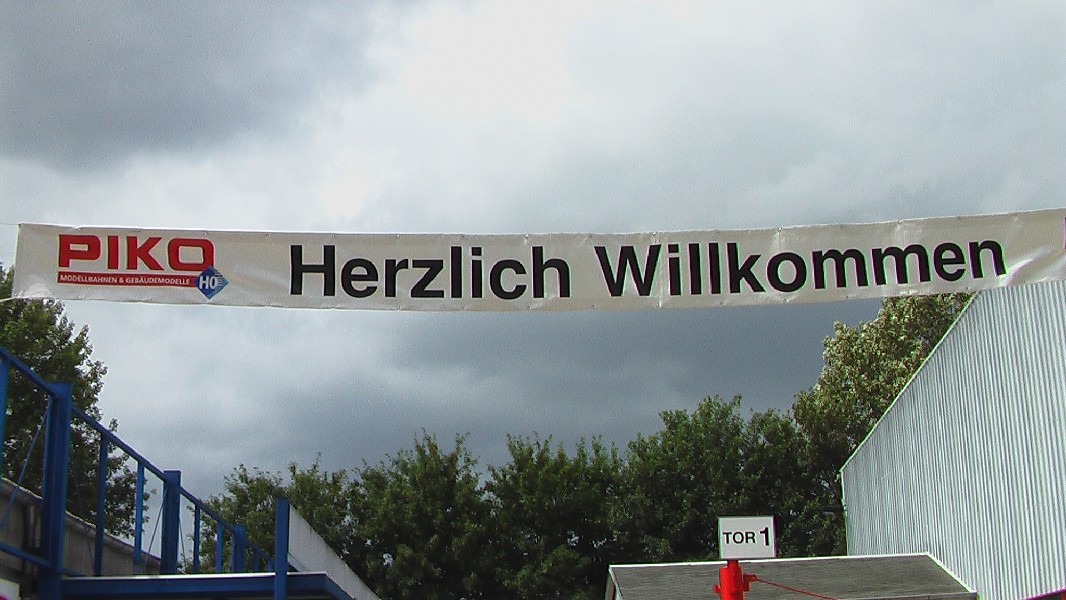 PIKO
MODELLBAHNEN & GEBÄUDEMODELLE
H0
Herzlich Willkommen
TOR 1